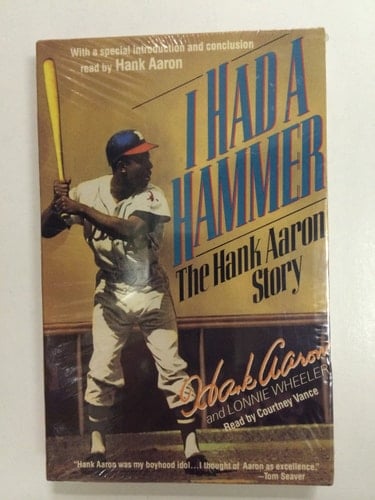 With a special introduction and conclusion
read by Hank Aaron
I HAD A
HAMMER
The Hank Aaron
Story
Hank Aaron
and LONNIE WHEELER
Read by Courtney Vance
"Hank Aaron was my boyhood idol...I thought of Aaron as excellence."
—Tom Seaver